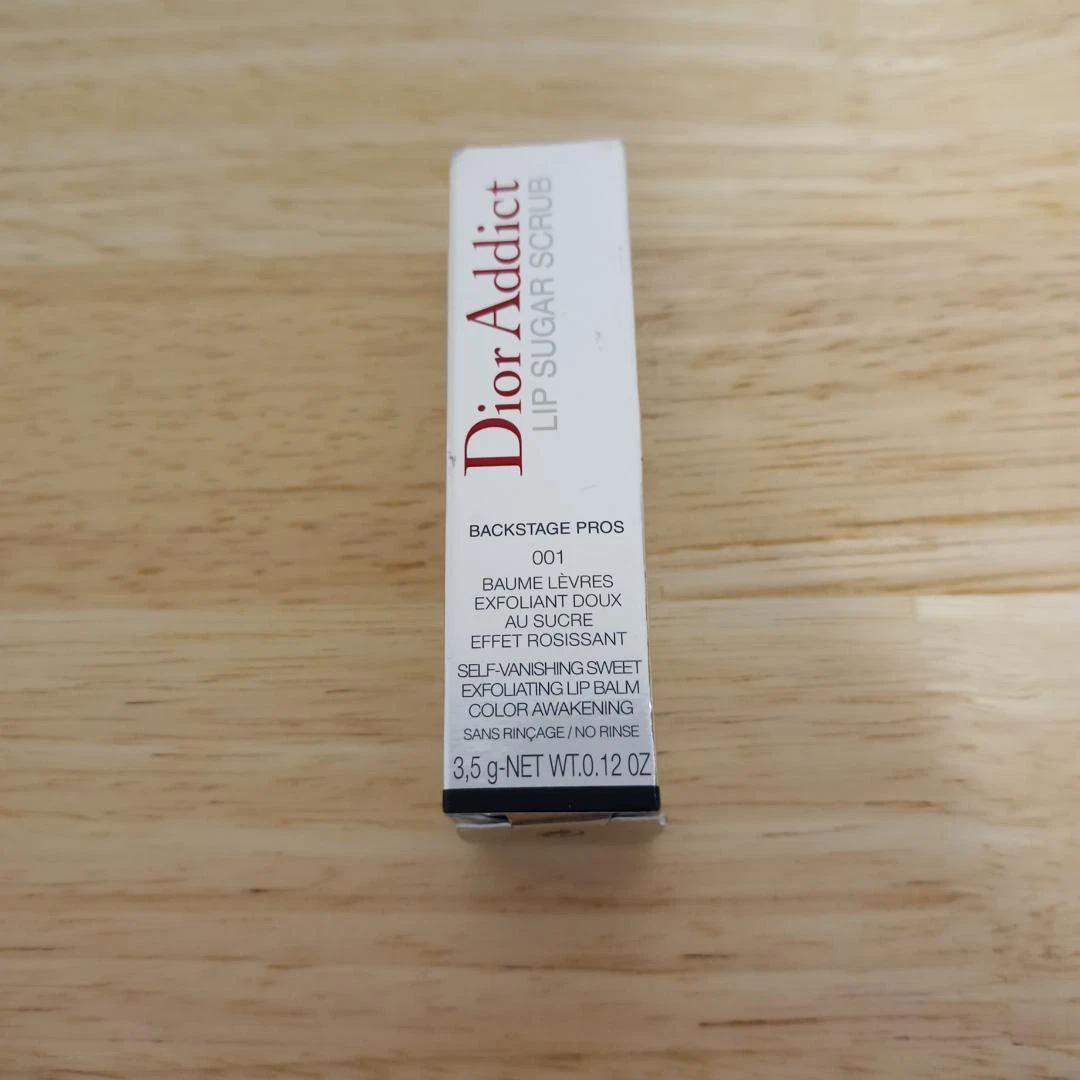 Dior Addict
LIP SUGAR SCRUB
BACKSTAGE PROS
001
BAUME LÈVRES
EXFOLIANT DOUX
AU SUCRE
EFFET ROSISSANT
SELF-VANISHING SWEET
EXFOLIATING LIP BALM
COLOR AWAKENING
SANS RINÇAGE / NO RINSE
3,5 g-NET WT.0.12 OZ